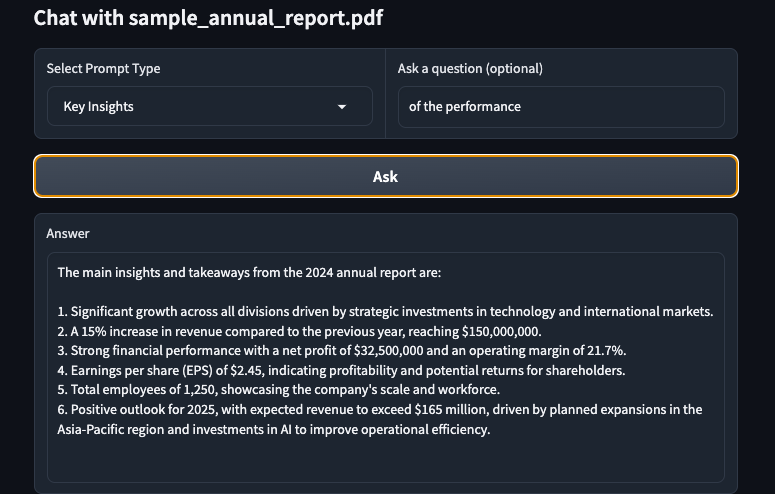 Chat with sample_annual_report.pdf
Select Prompt Type
Key Insights
Ask a question (optional)
of the performance
Ask
Answer
The main insights and takeaways from the 2024 annual report are:
1. Significant growth across all divisions driven by strategic investments in technology and international markets.
2. A 15% increase in revenue compared to the previous year, reaching $150,000,000.
3. Strong financial performance with a net profit of $32,500,000 and an operating margin of 21.7%.
4. Earnings per share (EPS) of $2.45, indicating profitability and potential returns for shareholders.
5. Total employees of 1,250, showcasing the company's scale and workforce.
6. Positive outlook for 2025, with expected revenue to exceed $165 million, driven by planned expansions in the
Asia-Pacific region and investments in AI to improve operational efficiency.